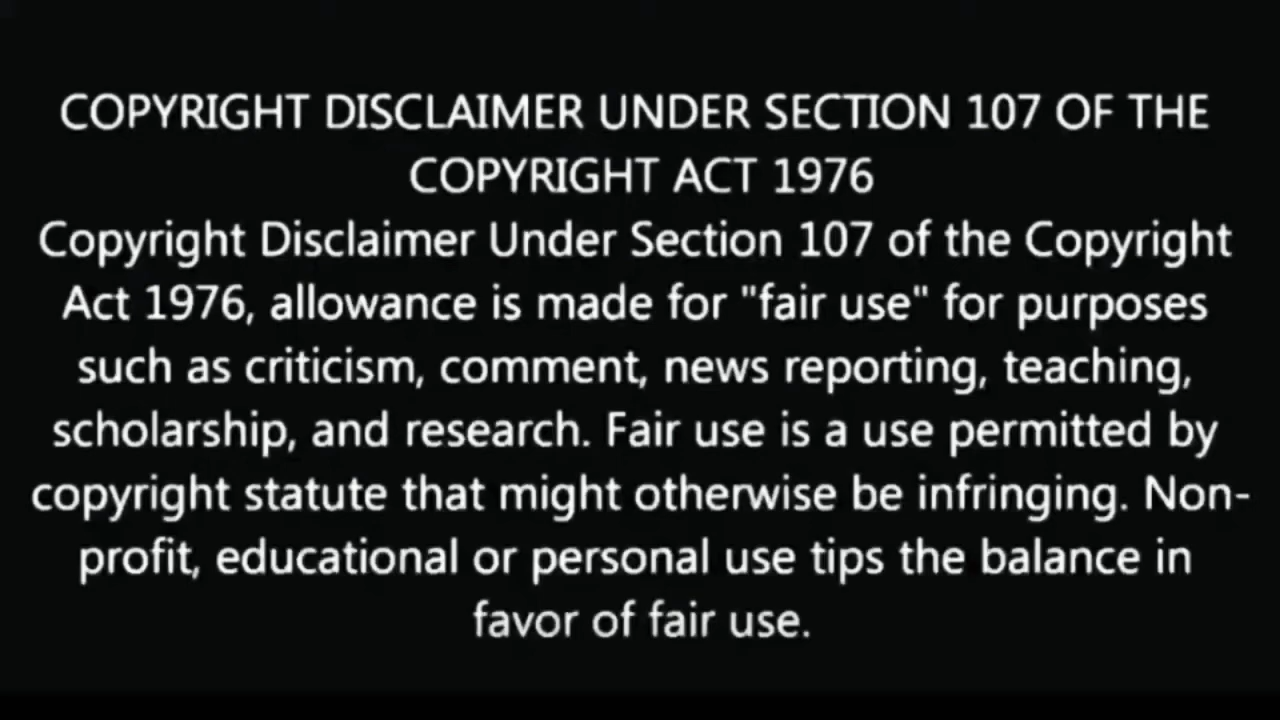 COPYRIGHT DISCLAIMER UNDER SECTION 107 OF THE
COPYRIGHT ACT 1976
Copyright Disclaimer Under Section 107 of the Copyright
Act 1976, allowance is made for "fair use" for purposes
such as criticism, comment, news reporting, teaching,
scholarship, and research. Fair use is a use permitted by
copyright statute that might otherwise be infringing. Non-
profit, educational or personal use tips the balance in
favor of fair use.